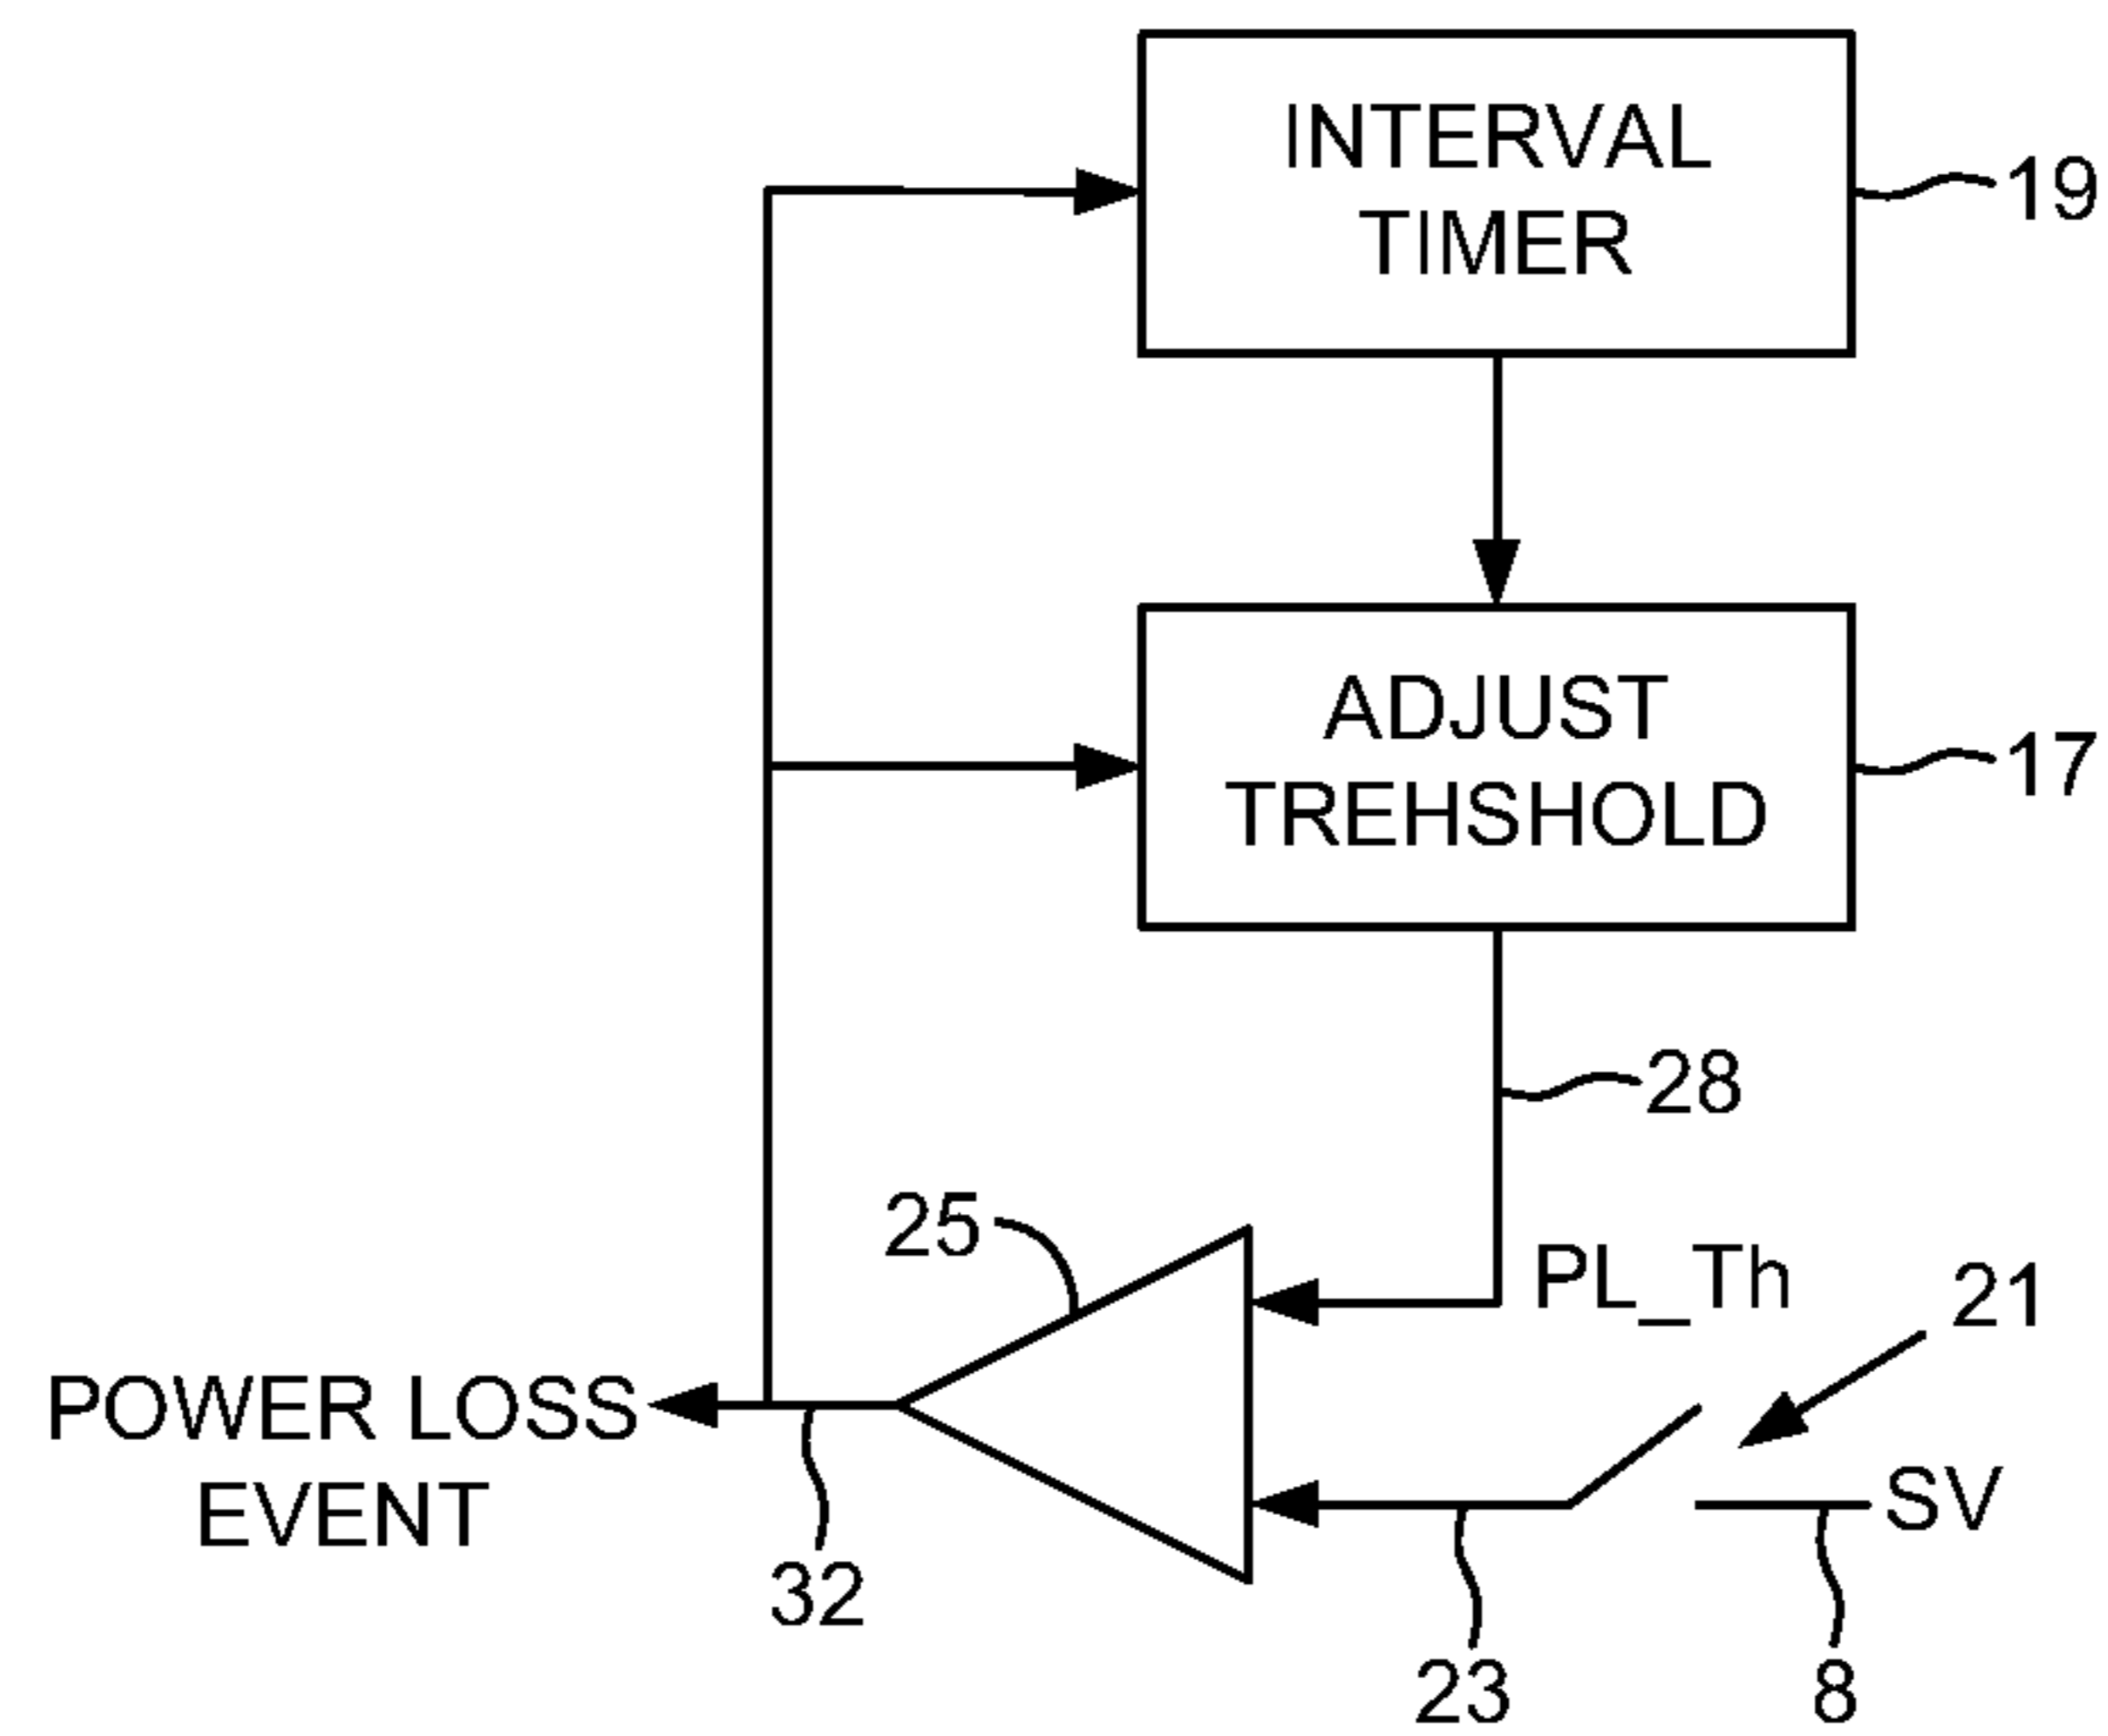 INTERVAL
TIMER
19
ADJUST
TREHSHOLD
17
28
25
PL_Th
21
POWER LOSS
EVENT
SV
32
23
8